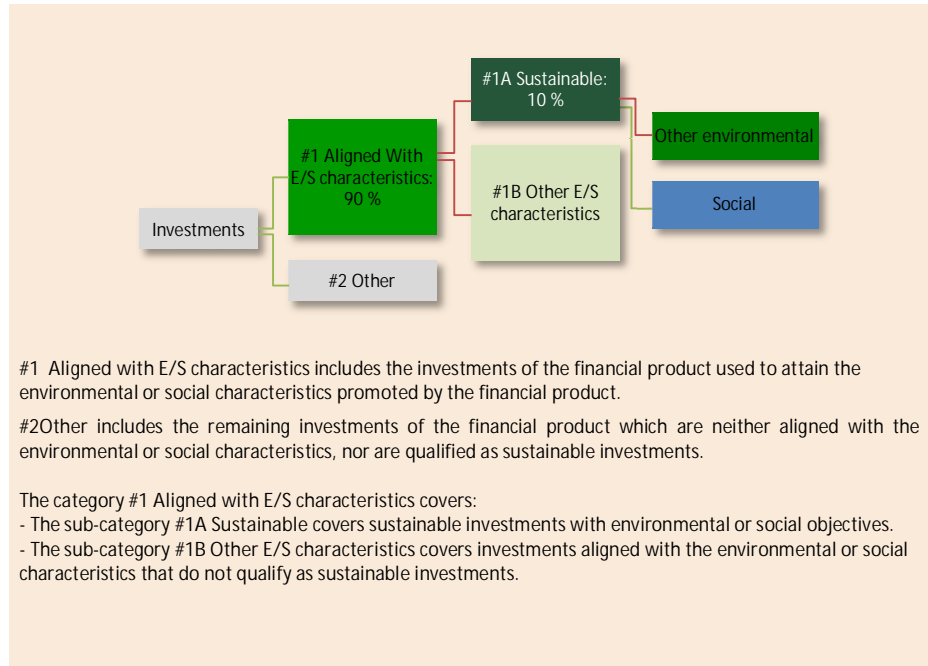 #1A Sustainable:
10 %
Other environmental
#1 Aligned With
E/S characteristics:
90 %
#1B Other E/S
characteristics
Social
Investments
#2 Other
#1 Aligned with E/S characteristics includes the investments of the financial product used to attain the
environmental or social characteristics promoted by the financial product.
#2Other includes the remaining investments of the financial product which are neither aligned with the
environmental or social characteristics, nor are qualified as sustainable investments.
The category #1 Aligned with E/S characteristics covers:
- The sub-category #1A Sustainable covers sustainable investments with environmental or social objectives.
- The sub-category #1B Other E/S characteristics covers investments aligned with the environmental or social
characteristics that do not qualify as sustainable investments.